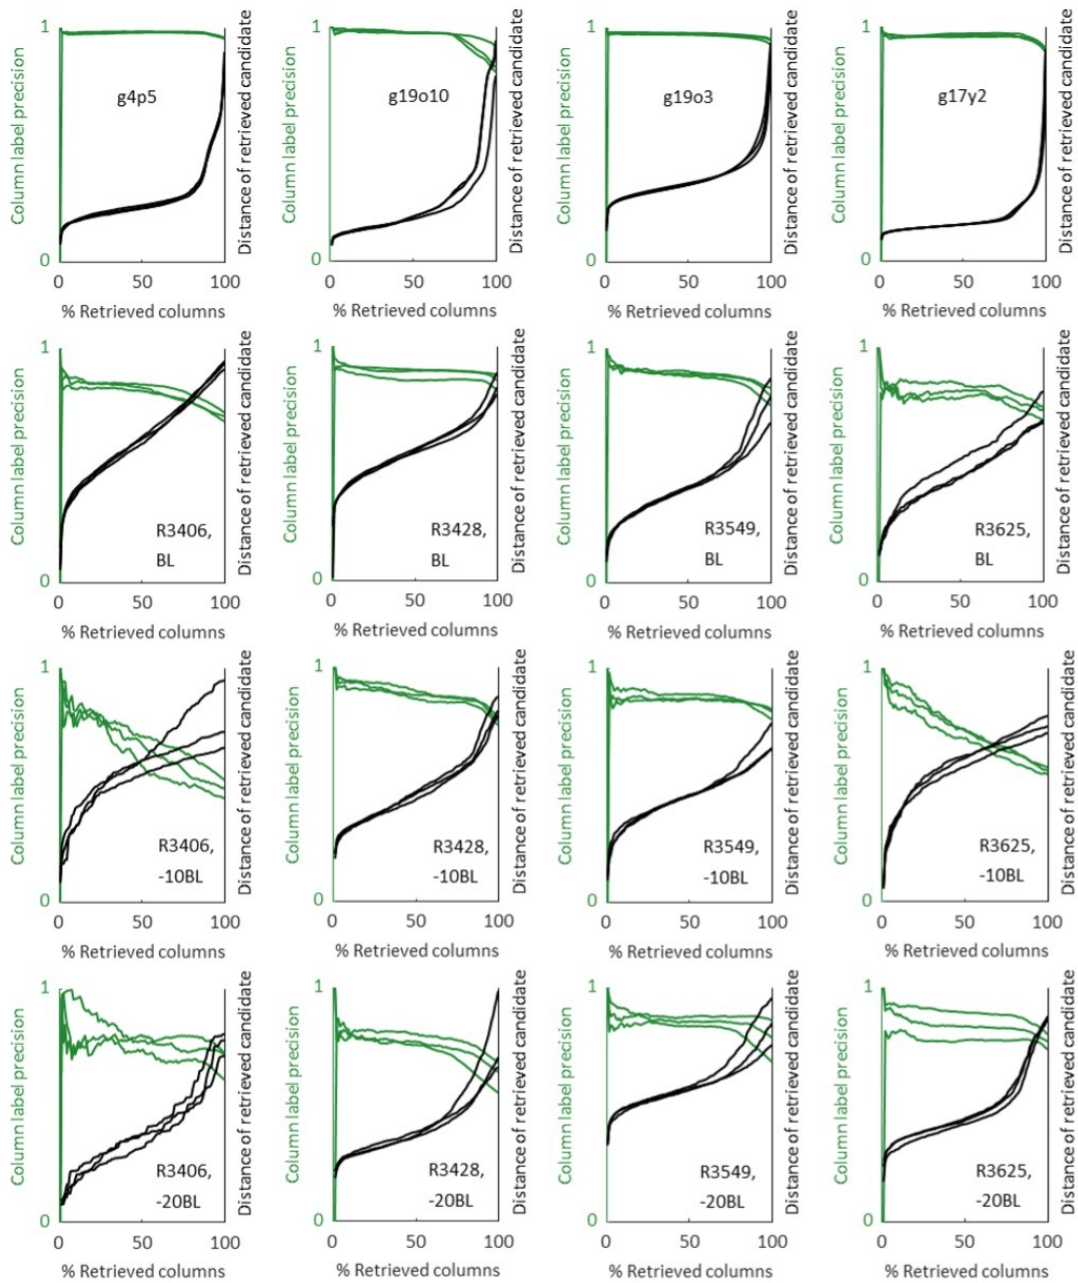 Column label precision
1
0
g4p5
Distance of retrieved candidate
0 50 100
% Retrieved columns
Column label precision
1
0
g19o10
Distance of retrieved candidate
0 50 100
% Retrieved columns
Column label precision
1
0
g19o3
Distance of retrieved candidate
0 50 100
% Retrieved columns
Column label precision
1
0
g17y2
Distance of retrieved candidate
0 50 100
% Retrieved columns
Column label precision
1
0
R3406,
BL
Distance of retrieved candidate
0 50 100
% Retrieved columns
Column label precision
1
0
R3428,
BL
Distance of retrieved candidate
0 50 100
% Retrieved columns
Column label precision
1
0
R3549,
BL
Distance of retrieved candidate
0 50 100
% Retrieved columns
Column label precision
1
0
R3625,
BL
Distance of retrieved candidate
0 50 100
% Retrieved columns
Column label precision
1
0
R3406,
-10BL
Distance of retrieved candidate
0 50 100
% Retrieved columns
Column label precision
1
0
R3428,
-10BL
Distance of retrieved candidate
0 50 100
% Retrieved columns
Column label precision
1
0
R3549,
-10BL
Distance of retrieved candidate
0 50 100
% Retrieved columns
Column label precision
1
0
R3625,
-10BL
Distance of retrieved candidate
0 50 100
% Retrieved columns
Column label precision
1
0
R3406,
-20BL
Distance of retrieved candidate
0 50 100
% Retrieved columns
Column label precision
1
0
R3428,
-20BL
Distance of retrieved candidate
0 50 100
% Retrieved columns
Column label precision
1
0
R3549,
-20BL
Distance of retrieved candidate
0 50 100
% Retrieved columns
Column label precision
1
0
R3625,
-20BL
Distance of retrieved candidate
0 50 100
% Retrieved columns